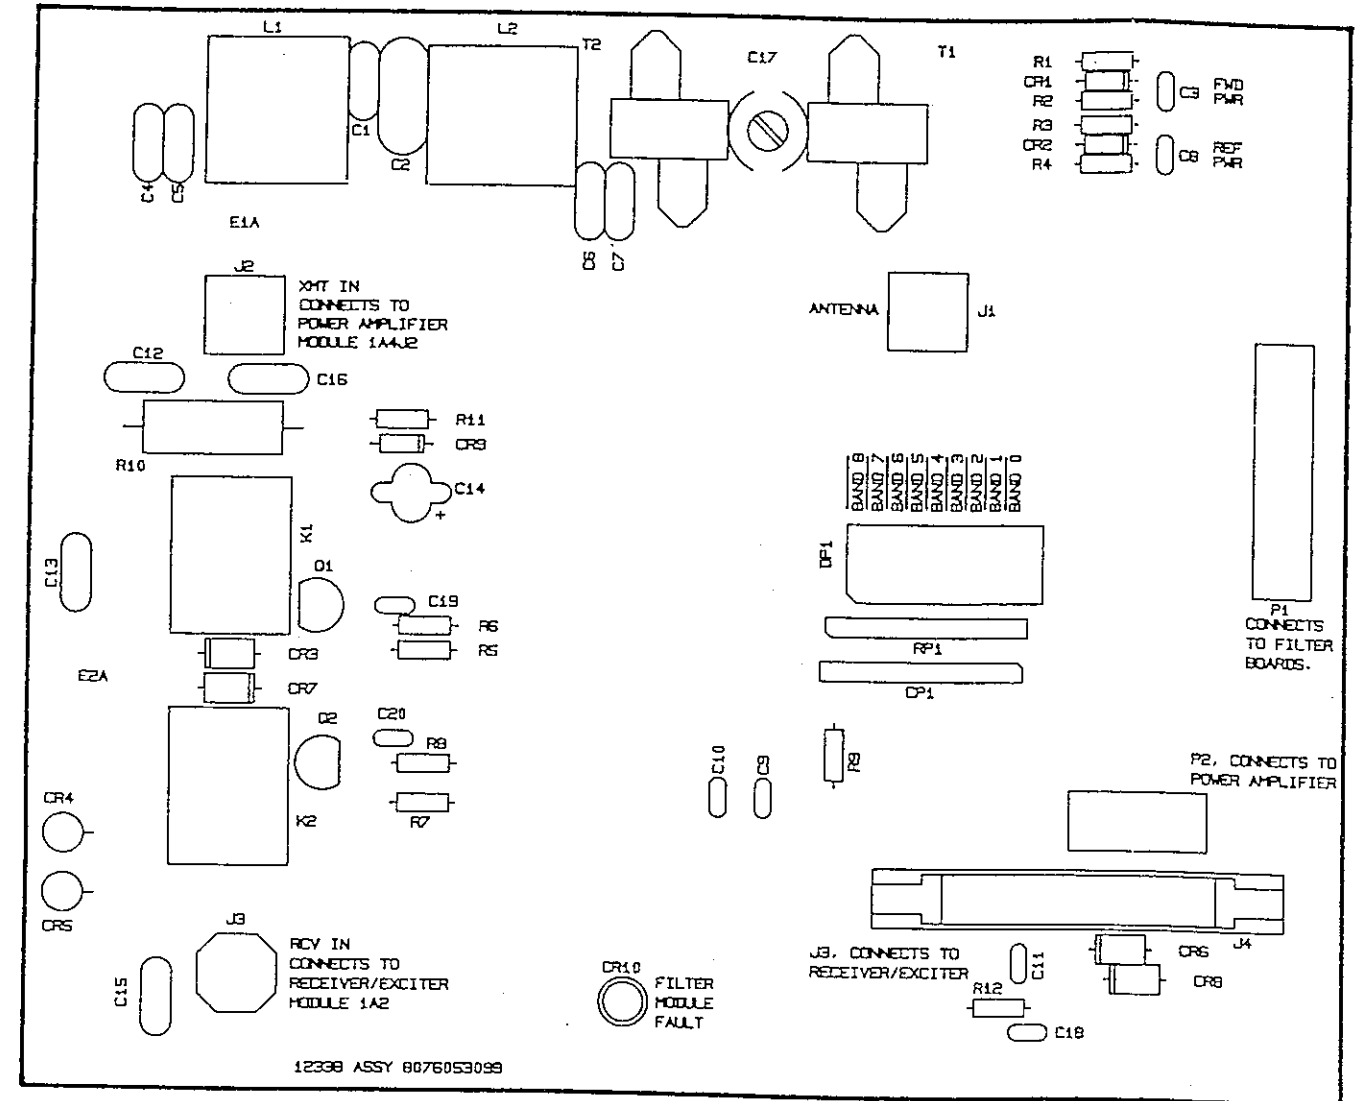 L1
L2
T2
C17
T1
R1
CR1
R2
R3
CR2
R4
C3 FWD
PWR
C8 REF
PWR
C1
C2
C4
C5
C6
C7
E1A
J2
XMT IN
CONNECTS TO
POWER AMPLIFIER
MODULE 1A4J2
ANTENNA
J1
C12
C16
R10
R11
CR9
C14
+
K1
C13
Q1
C19
R6
R5
CR3
CR7
E2A
Q2
C20
R8
R7
K2
CR4
CR5
BAND 8
BAND 7
BAND 6
BAND 5
BAND 4
BAND 3
BAND 2
BAND 1
BAND 0
DP1
RP1
CP1
P1
CONNECTS
TO FILTER
BOARDS.
C10
C9
R9
P2, CONNECTS TO
POWER AMPLIFIER
J4
J3
RCV IN
CONNECTS TO
RECEIVER/EXCITER
MODULE 1A2
C15
CR10
FILTER
MODULE
FAULT
J3, CONNECTS TO
RECEIVER/EXCITER
C11
CR6
CR8
R12
C18
12338 ASSY 8076053099